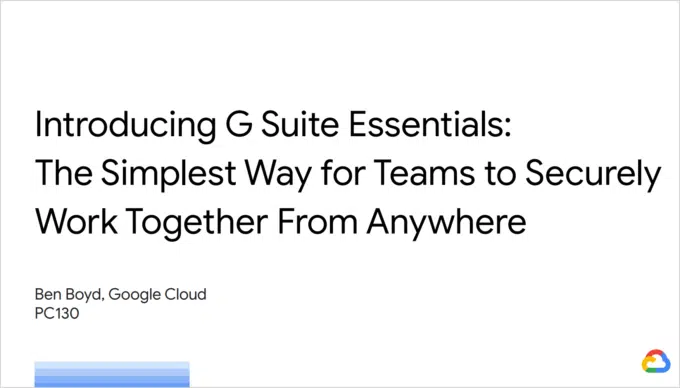 Introducing G Suite Essentials:
The Simplest Way for Teams to Securely
Work Together From Anywhere
Ben Boyd, Google Cloud
PC130